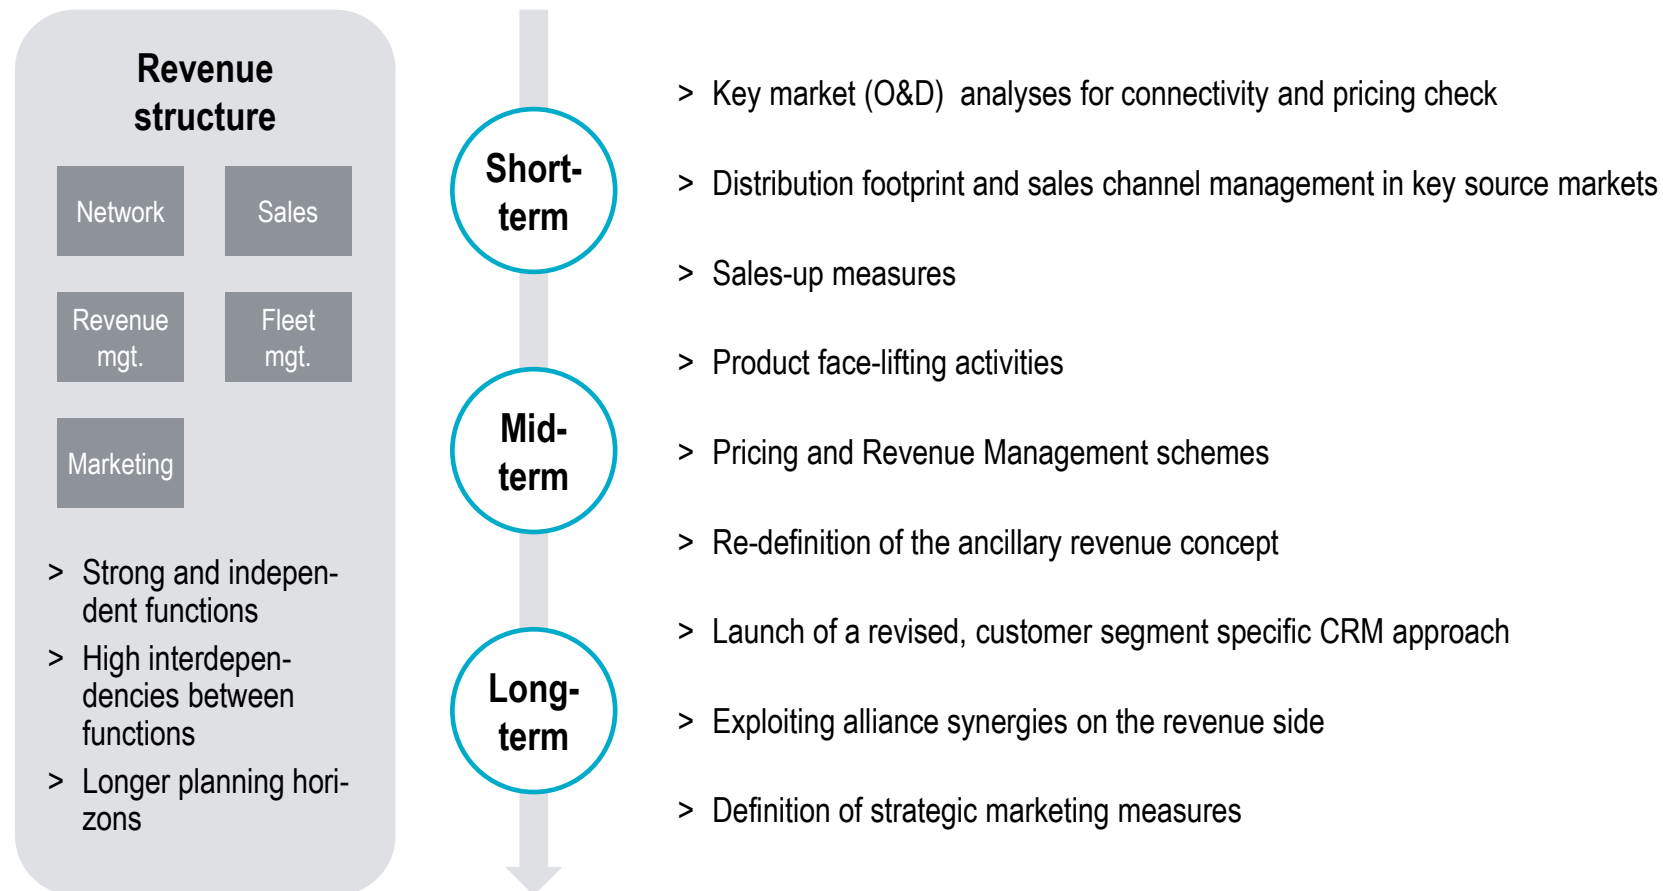 Revenue
structure
Network
Sales
Revenue
mgt.
Fleet
mgt.
Marketing
> Strong and indepen-
dent functions
> High interdepen-
dencies between
functions
> Longer planning hori-
zons
Short-
term
Mid-
term
Long-
term
> Key market (O&D) analyses for connectivity and pricing check
> Distribution footprint and sales channel management in key source markets
> Sales-up measures
> Product face-lifting activities
> Pricing and Revenue Management schemes
> Re-definition of the ancillary revenue concept
> Launch of a revised, customer segment specific CRM approach
> Exploiting alliance synergies on the revenue side
> Definition of strategic marketing measures